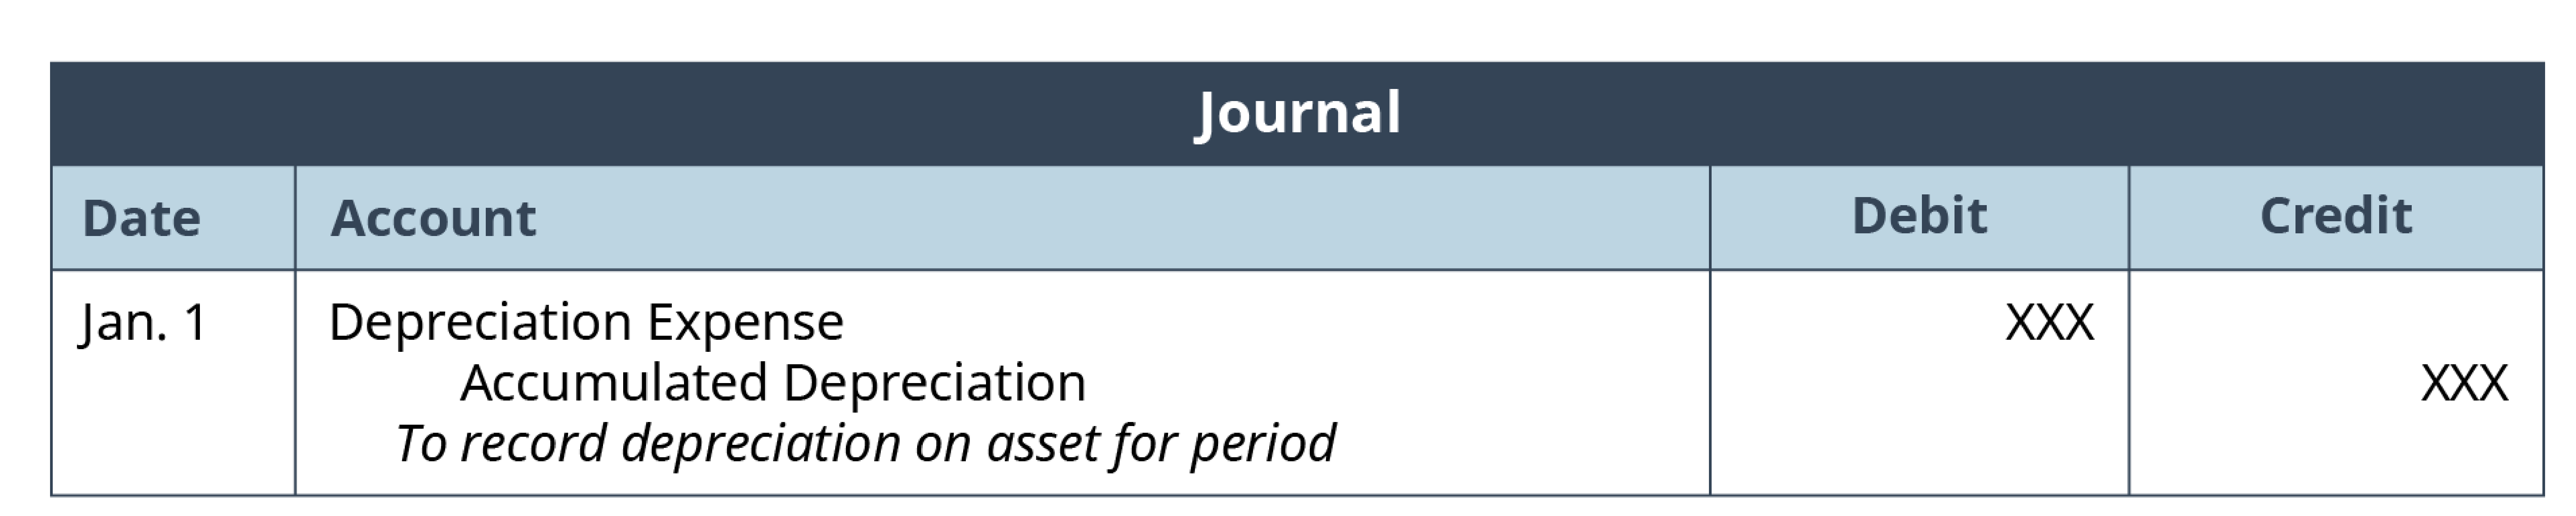 Journal
Date Account Debit Credit
Jan. 1 Depreciation Expense XXX
Accumulated Depreciation XXX
To record depreciation on asset for period